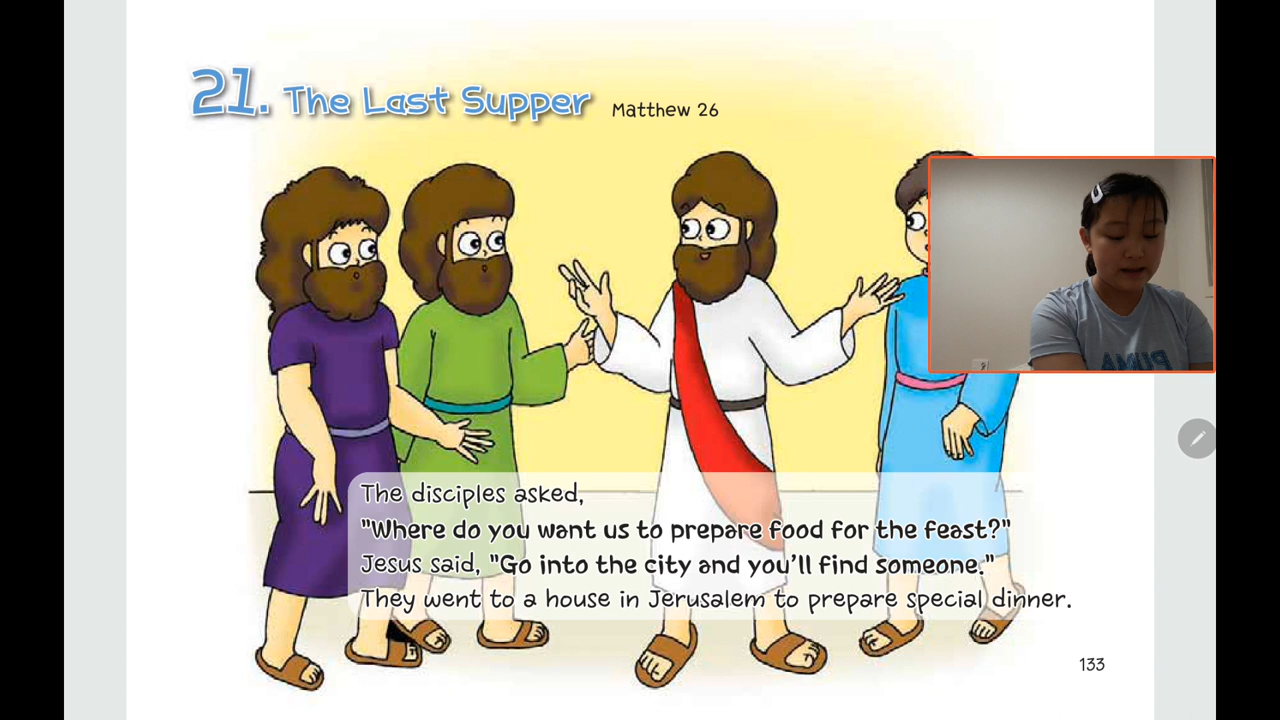 21. The Last Supper Matthew 26
The disciples asked,
"Where do you want us to prepare food for the feast?"
Jesus said, "Go into the city and you'll find someone."
They went to a house in Jerusalem to prepare special dinner.
133
PUMA